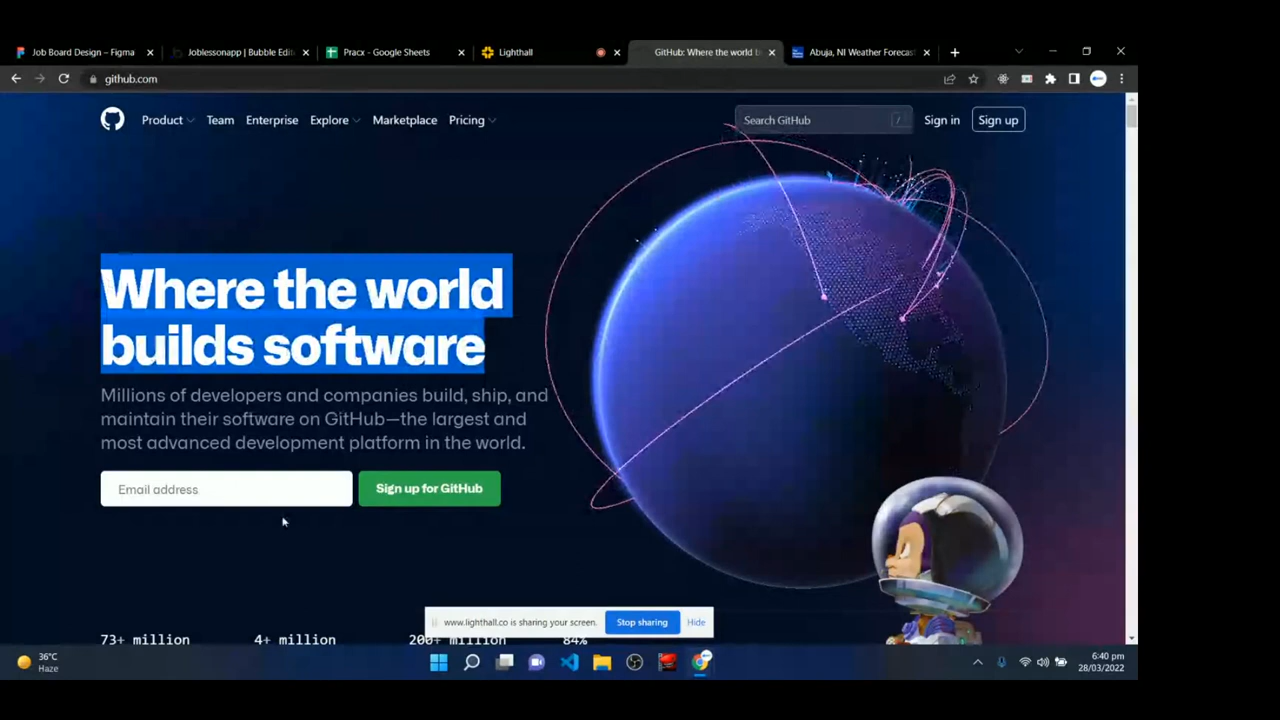 Job Board Design – Figma
Joblessonapp | Bubble Edit
Pracx - Google Sheets
Lighthall
GitHub: Where the world b
Abuja, NI Weather Forecas
github.com
Product
Team
Enterprise
Explore
Marketplace
Pricing
Search GitHub
/
Sign in
Sign up
Where the world
builds software
Millions of developers and companies build, ship, and
maintain their software on GitHub—the largest and
most advanced development platform in the world.
Email address
Sign up for GitHub
www.lighthall.co is sharing your screen.
Stop sharing
Hide
73+ million
4+ million
200+ million
84%
36°C
Haze
6:40 pm
28/03/2022